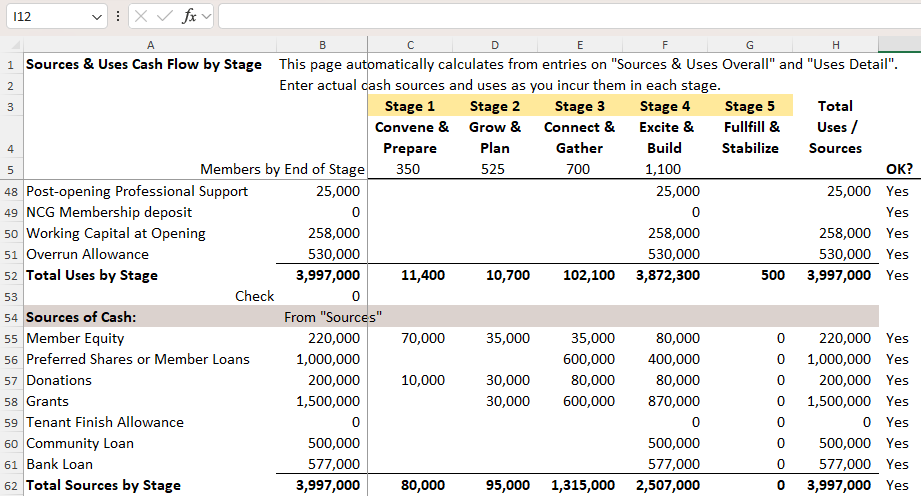 I12 fx
A B C D E F G H
1 Sources & Uses Cash Flow by Stage This page automatically calculates from entries on "Sources & Uses Overall" and "Uses Detail".
2 Enter actual cash sources and uses as you incur them in each stage.
3 Stage 1 Stage 2 Stage 3 Stage 4 Stage 5 Total
Convene & Grow & Connect & Excite & Fullfill & Uses /
4 Prepare Plan Gather Build Stabilize Sources
5 Members by End of Stage 350 525 700 1,100 OK?
48 Post-opening Professional Support 25,000 25,000 25,000 Yes
49 NCG Membership deposit 0 0 Yes
50 Working Capital at Opening 258,000 258,000 258,000 Yes
51 Overrun Allowance 530,000 530,000 530,000 Yes
52 Total Uses by Stage 3,997,000 11,400 10,700 102,100 3,872,300 500 3,997,000 Yes
53 Check 0
54 Sources of Cash: From "Sources"
55 Member Equity 220,000 70,000 35,000 35,000 80,000 0 220,000 Yes
56 Preferred Shares or Member Loans 1,000,000 600,000 400,000 0 1,000,000 Yes
57 Donations 200,000 10,000 30,000 80,000 80,000 0 200,000 Yes
58 Grants 1,500,000 30,000 600,000 870,000 0 1,500,000 Yes
59 Tenant Finish Allowance 0 0 0 0 Yes
60 Community Loan 500,000 500,000 0 500,000 Yes
61 Bank Loan 577,000 577,000 0 577,000 Yes
62 Total Sources by Stage 3,997,000 80,000 95,000 1,315,000 2,507,000 0 3,997,000 Yes